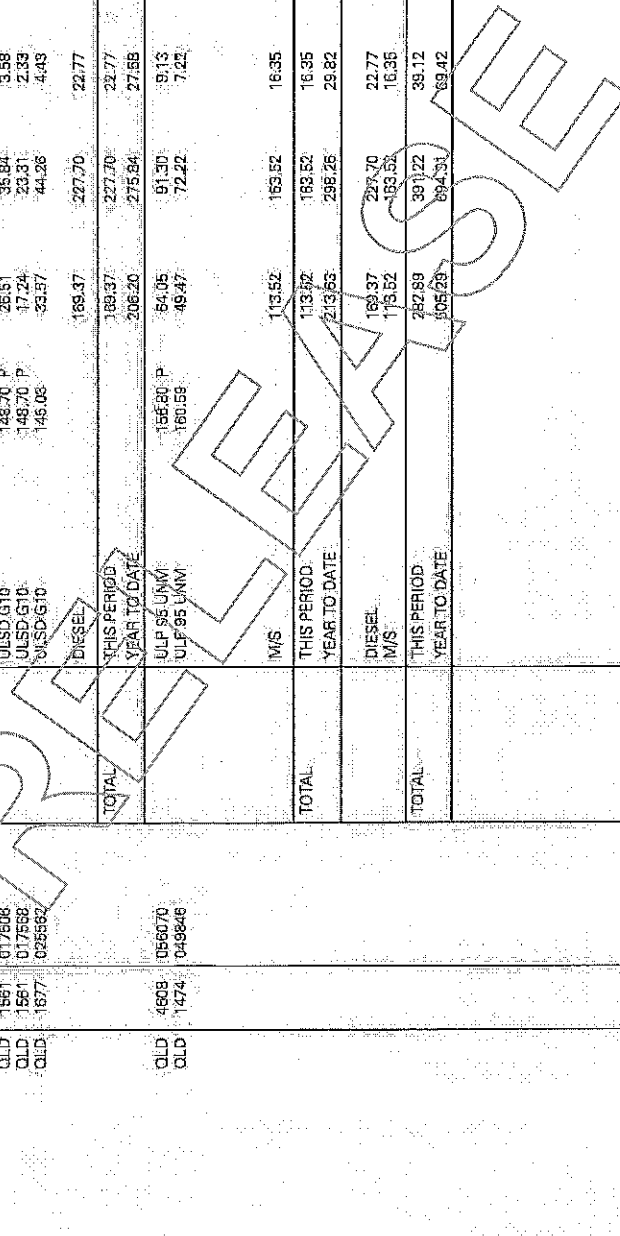 QLD 1561 017568 ULSD G10 148.70 P 26.51 35.84 3.58
QLD 1561 017568 ULSD G10 148.70 P 17.24 23.31 2.33
QLD 1677 025562 ULSD G10 145.03 33.57 44.26 4.43
DIESEL 169.37 227.70 22.77
TOTAL THIS PERIOD 169.37 227.70 22.77
YEAR TO DATE 206.20 275.84 27.58
QLD 4609 056070 ULP 95 UNM 156.80 P 64.05 91.30 9.13
QLD 1474 049846 ULP 95 UNM 160.59 49.47 72.22 7.22
M/S 113.52 163.52 16.35
TOTAL THIS PERIOD 113.52 163.52 16.35
YEAR TO DATE 213.63 298.26 29.82
DIESEL 169.37 227.70 22.77
M/S 113.52 163.52 16.35
TOTAL THIS PERIOD 282.89 391.22 39.12
YEAR TO DATE 505.29 694.31 69.42
RELEASE